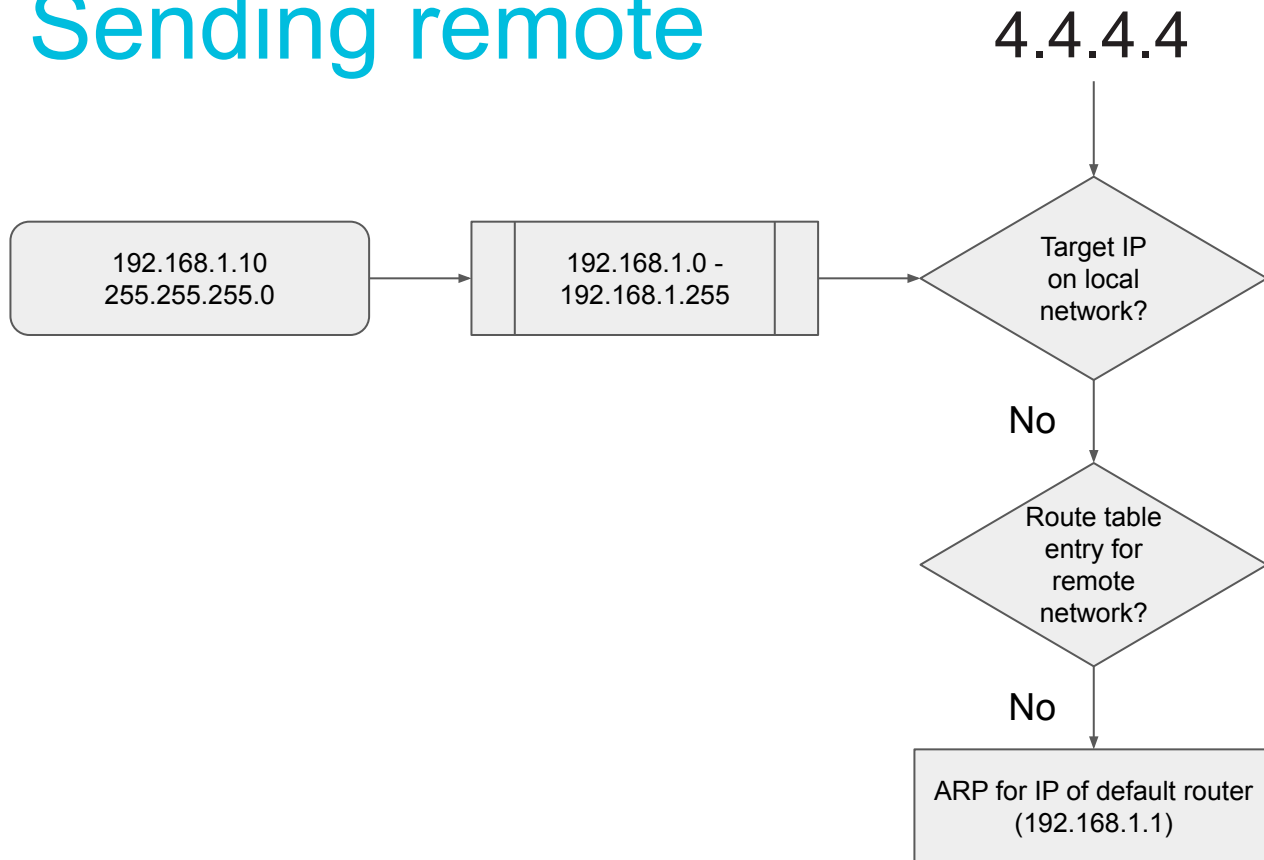 Sending remote
4.4.4.4
192.168.1.10
255.255.255.0
192.168.1.0 -
192.168.1.255
Target IP
on local
network?
No
Route table
entry for
remote
network?
No
ARP for IP of default router
(192.168.1.1)